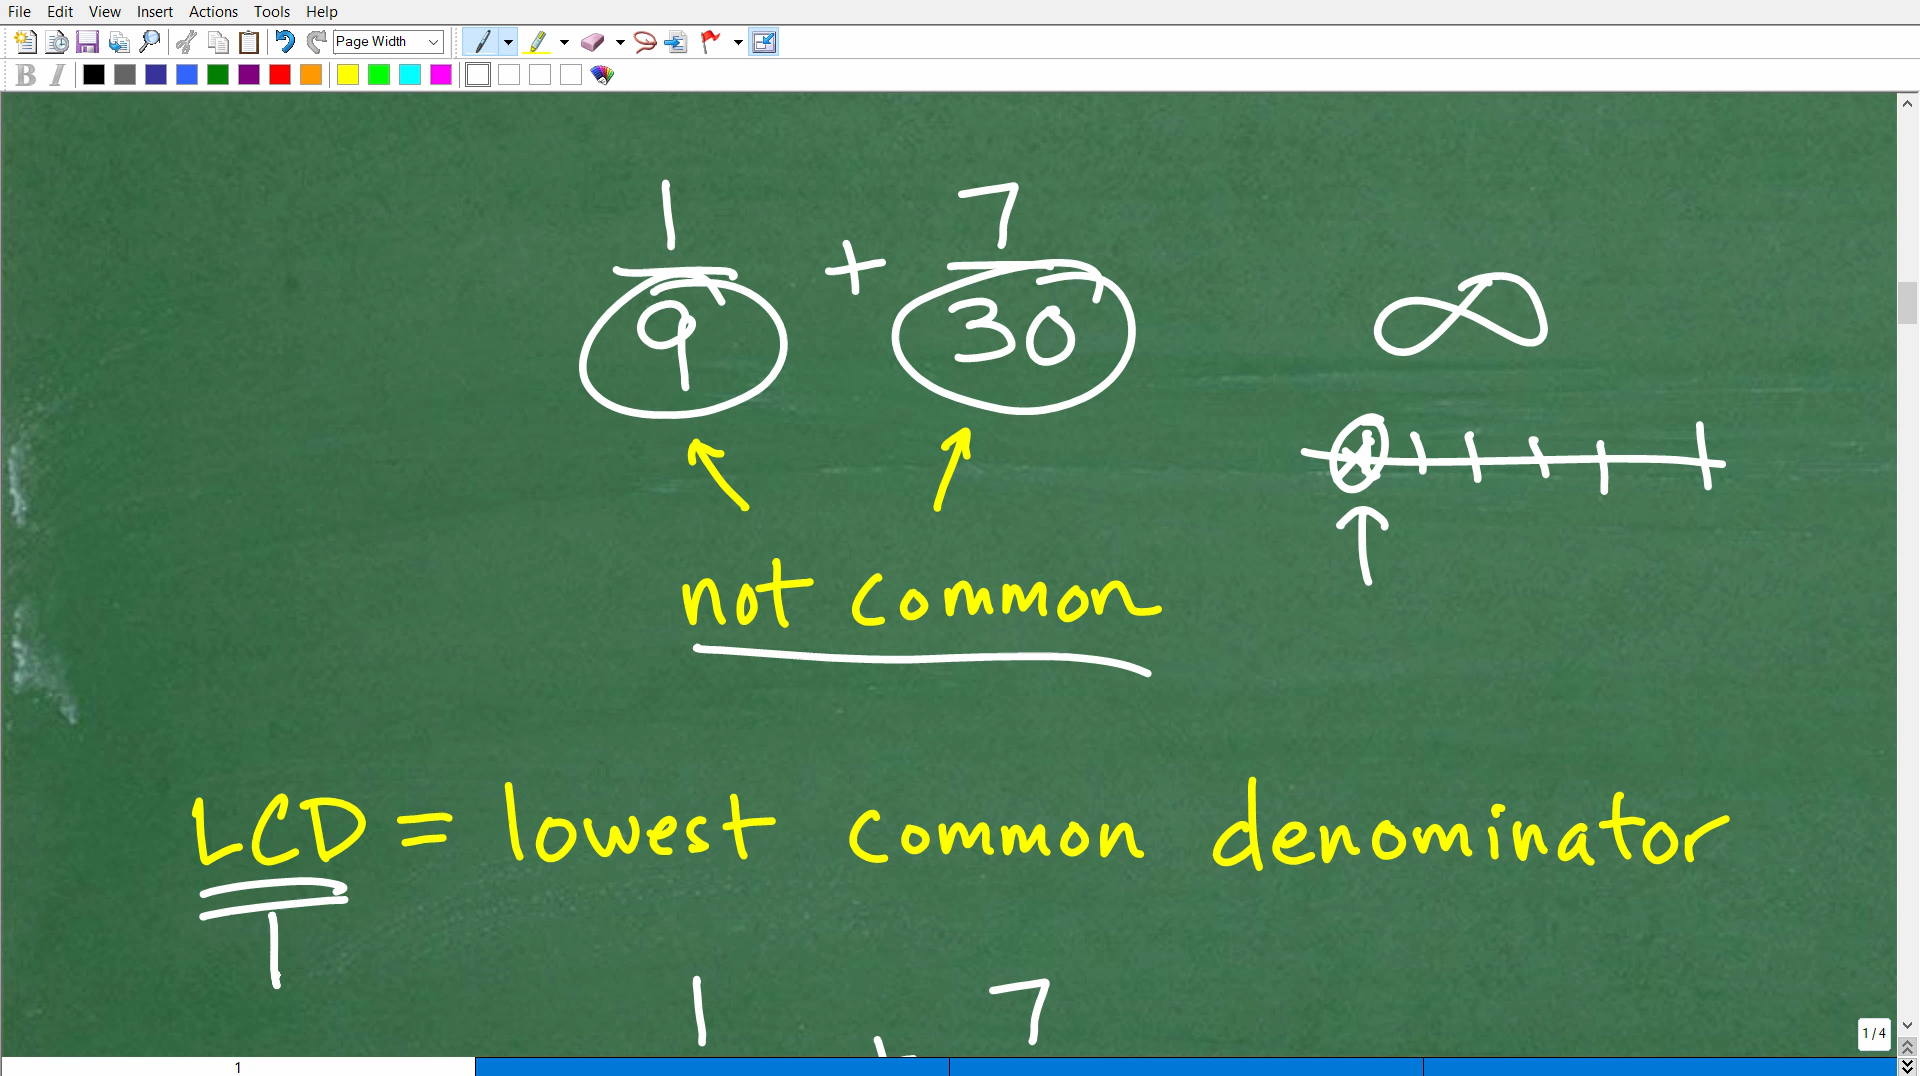 File Edit View Insert Actions Tools Help
Page Width
B I
1 7
+
9 30
∞
not common
LCD = lowest common denominator
1 7
+
1/4
1